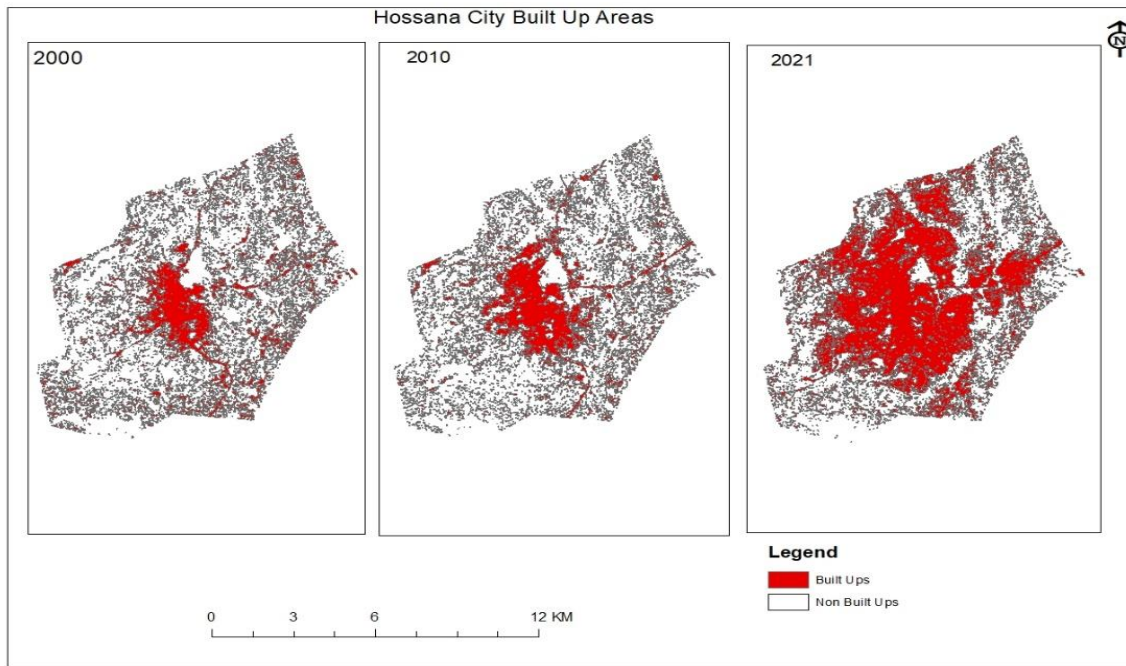 Hossana City Built Up Areas
N
2000
2010
2021
Legend
Built Ups
Non Built Ups
0 3 6 12 KM